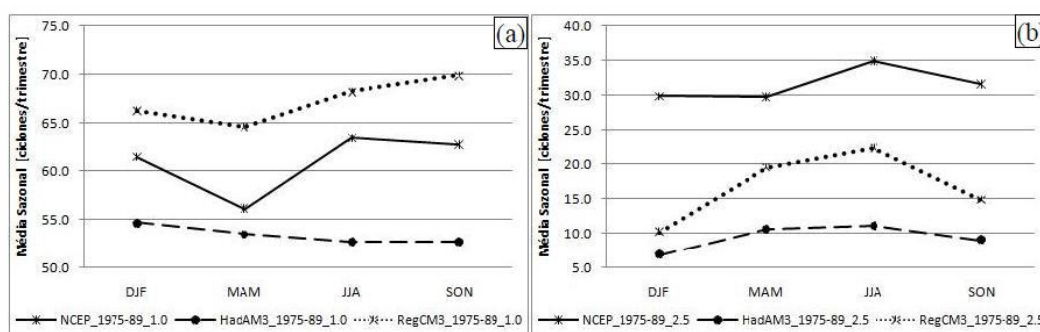 (a)
Média Sazonal [ciclones/trimestre]
75.0
70.0
65.0
60.0
55.0
50.0
DJF MAM JJA SON
NCEP_1975-89_1.0 HadAM3_1975-89_1.0 RegCM3_1975-89_1.0
(b)
Média Sazonal [ciclones/trimestre]
40.0
35.0
30.0
25.0
20.0
15.0
10.0
5.0
DJF MAM JJA SON
NCEP_1975-89_2.5 HadAM3_1975-89_2.5 RegCM3_1975-89_2.5